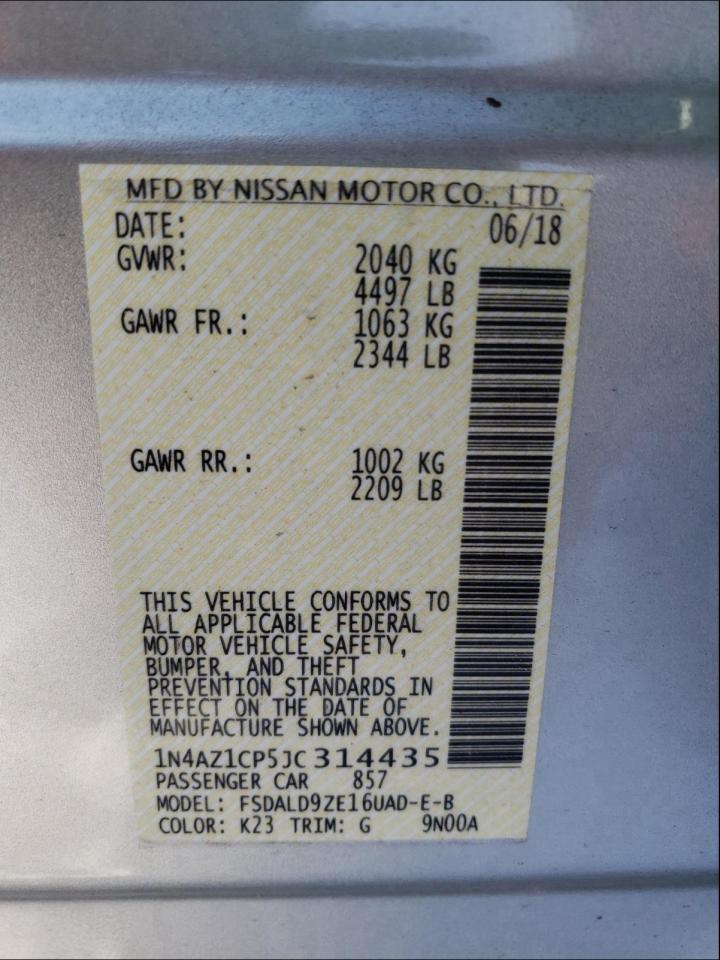 MFD BY NISSAN MOTOR CO., LTD.
DATE: 06/18
GVWR: 2040 KG
4497 LB
GAWR FR.: 1063 KG
2344 LB
GAWR RR.: 1002 KG
2209 LB
THIS VEHICLE CONFORMS TO
ALL APPLICABLE FEDERAL
MOTOR VEHICLE SAFETY,
BUMPER, AND THEFT
PREVENTION STANDARDS IN
EFFECT ON THE DATE OF
MANUFACTURE SHOWN ABOVE.
1N4AZ1CP5JC314435
PASSENGER CAR 857
MODEL: FSDALD9ZE16UAD-E-B
COLOR: K23 TRIM: G 9N00A